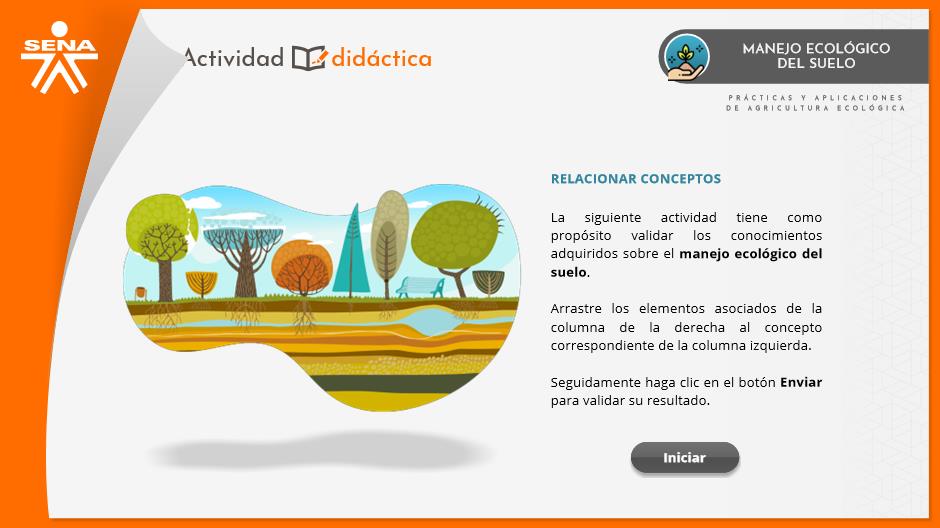 SENA
Actividad didáctica
MANEJO ECOLÓGICO
DEL SUELO
PRÁCTICAS Y APLICACIONES
DE AGRICULTURA ECOLÓGICA
RELACIONAR CONCEPTOS
La siguiente actividad tiene como
propósito validar los conocimientos
adquiridos sobre el manejo ecológico del
suelo.
Arrastre los elementos asociados de la
columna de la derecha al concepto
correspondiente de la columna izquierda.
Seguidamente haga clic en el botón Enviar
para validar su resultado.
Iniciar